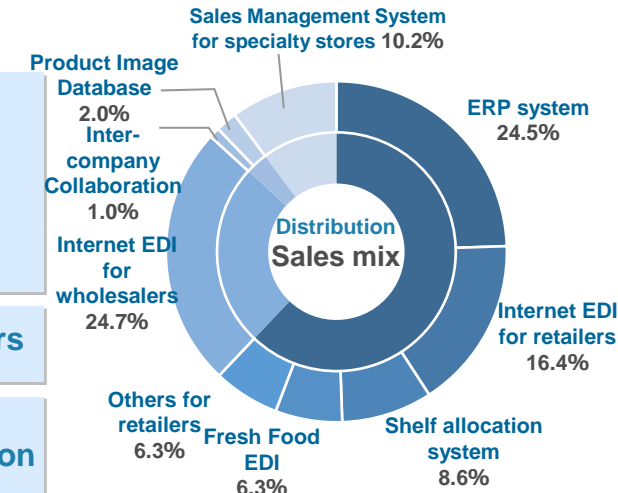 Sales Management System
for specialty stores 10.2%
Product Image
Database
2.0%
Inter-
company
Collaboration
1.0%
Internet EDI
for
wholesalers
24.7%
Others for
retailers
6.3%
Fresh Food
EDI
6.3%
Shelf allocation
system
8.6%
Internet EDI
for retailers
16.4%
ERP system
24.5%
Distribution
Sales mix
rs
on